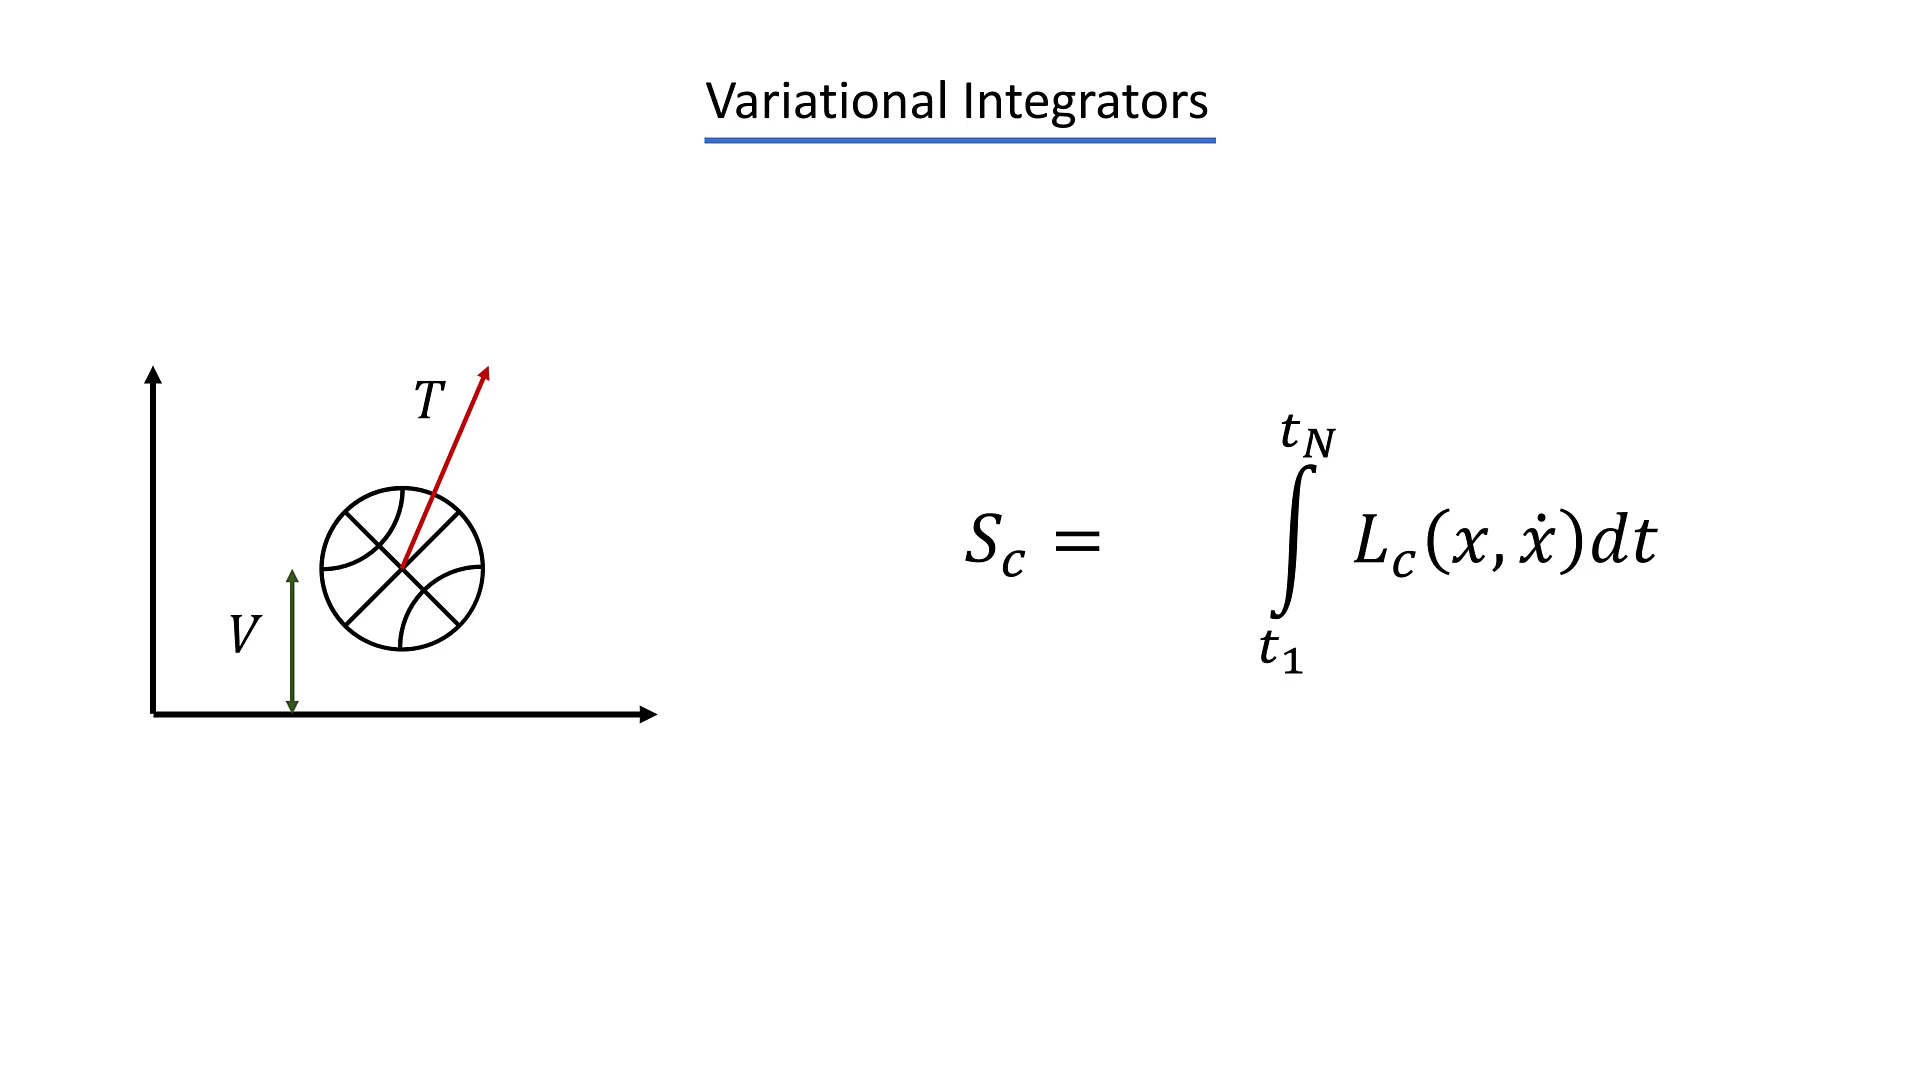 Variational Integrators
T
V
S_c = ∫_{t_1}^{t_N} L_c(x, ẋ)dt